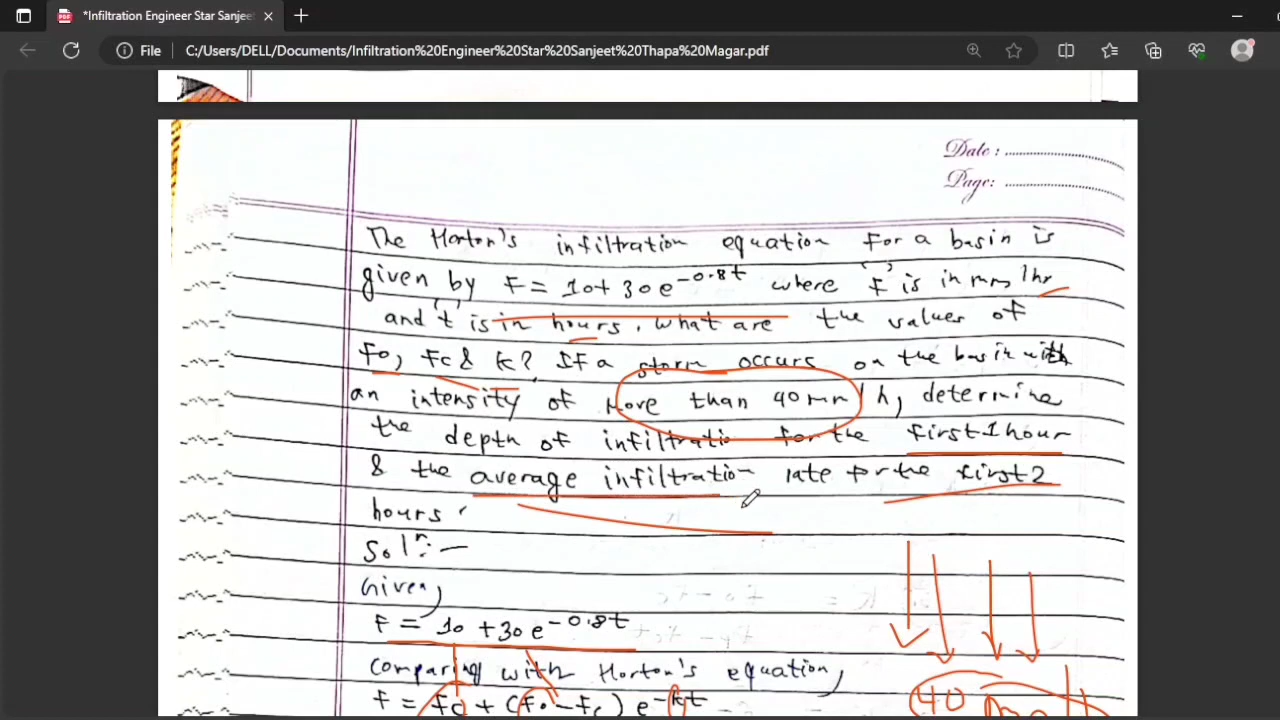 *Infiltration Engineer Star Sanjee
File
C:/Users/DELL/Documents/Infiltration%20Engineer%20Star%20Sanjeet%20Thapa%20Magar.pdf
Date :
Page:
The Horton's infiltration equation for a basin is
given by F = 10 + 30 e^-0.8t where 'F' is in mm/hr
and 't' is in hours. What are the values of
fo, fc & k? If a storm occurs on the basin with
an intensity of more than 40 mm/h, determine
the depth of infiltration for the first 1 hour
& the average infiltration rate for the first 2
hours.
Soln:-
Given,
F = 10 + 30 e^-0.8t
comparing with Horton's equation,
f = fc + (fo - fc) e^-kt
40